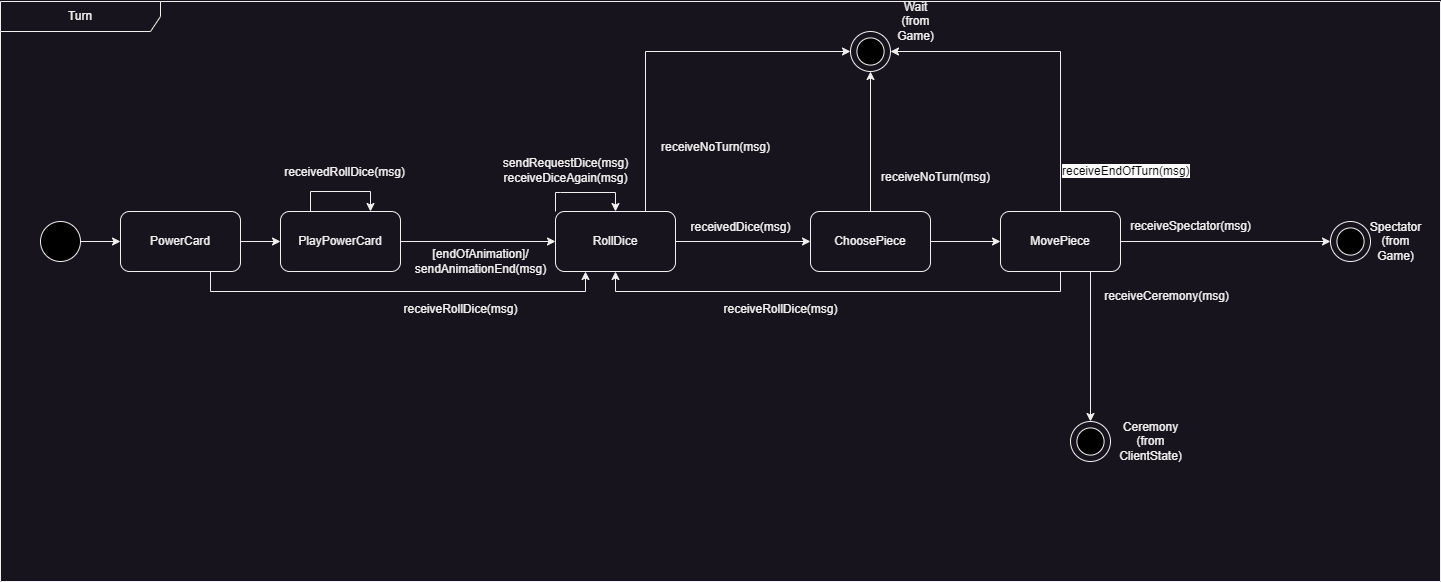 Turn
Wait
(from
Game)
receiveNoTurn(msg)
receivedRollDice(msg)
sendRequestDice(msg)
receiveDiceAgain(msg)
receiveNoTurn(msg)
receiveEndOfTurn(msg)
PowerCard
PlayPowerCard
[endOfAnimation]/
sendAnimationEnd(msg)
RollDice
receivedDice(msg)
ChoosePiece
MovePiece
receiveSpectator(msg)
Spectator
(from
Game)
receiveRollDice(msg)
receiveRollDice(msg)
receiveCeremony(msg)
Ceremony
(from
ClientState)